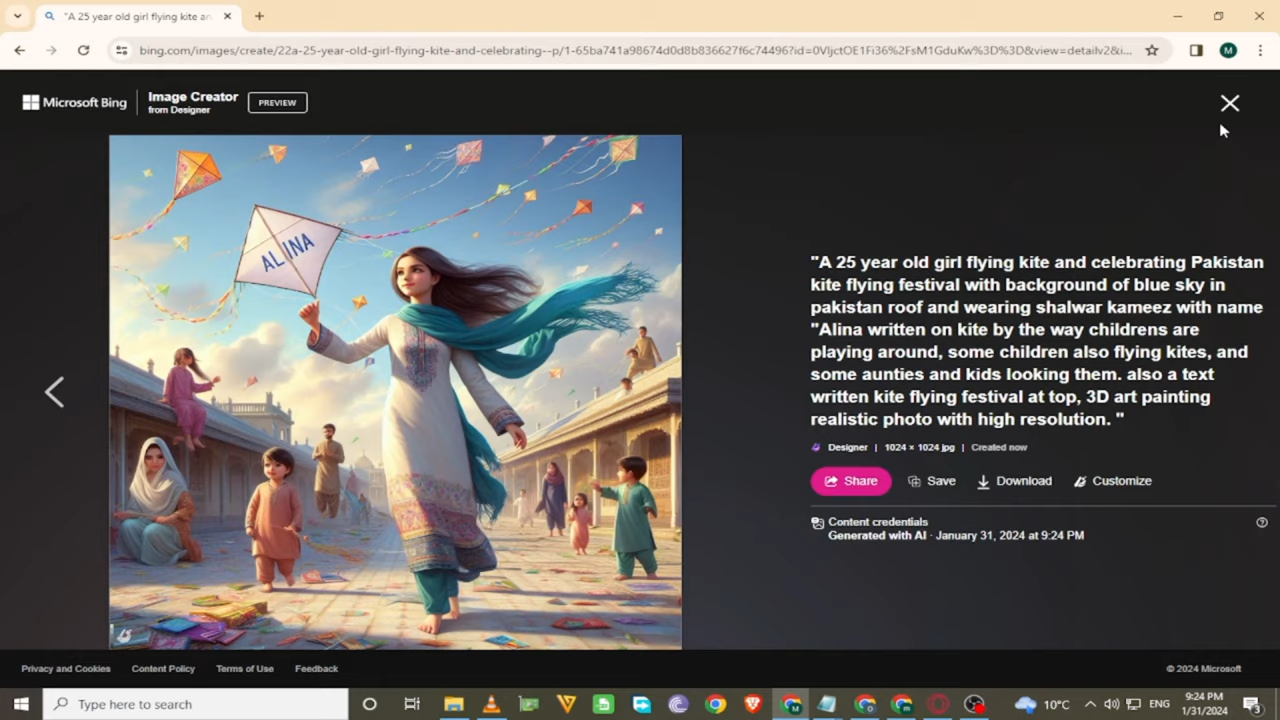 "A 25 year old girl flying kite an
bing.com/images/create/22a-25-year-old-girl-flying-kite-and-celebrating--p/1-65ba741a98674d0d8b836627f6c74496?id=0VljctOE1Fi36%2FsM1GduKw%3D%3D&view=detailv2&i...
M
Microsoft Bing
Image Creator
from Designer
PREVIEW
ALINA
"A 25 year old girl flying kite and celebrating Pakistan
kite flying festival with background of blue sky in
pakistan roof and wearing shalwar kameez with name
"Alina written on kite by the way childrens are
playing around, some children also flying kites, and
some aunties and kids looking them. also a text
written kite flying festival at top, 3D art painting
realistic photo with high resolution. "
Designer | 1024 × 1024 jpg | Created now
Share Save Download Customize
Content credentials
Generated with AI · January 31, 2024 at 9:24 PM
Privacy and Cookies Content Policy Terms of Use Feedback
© 2024 Microsoft
Type here to search
10°C
ENG
9:24 PM
1/31/2024
3